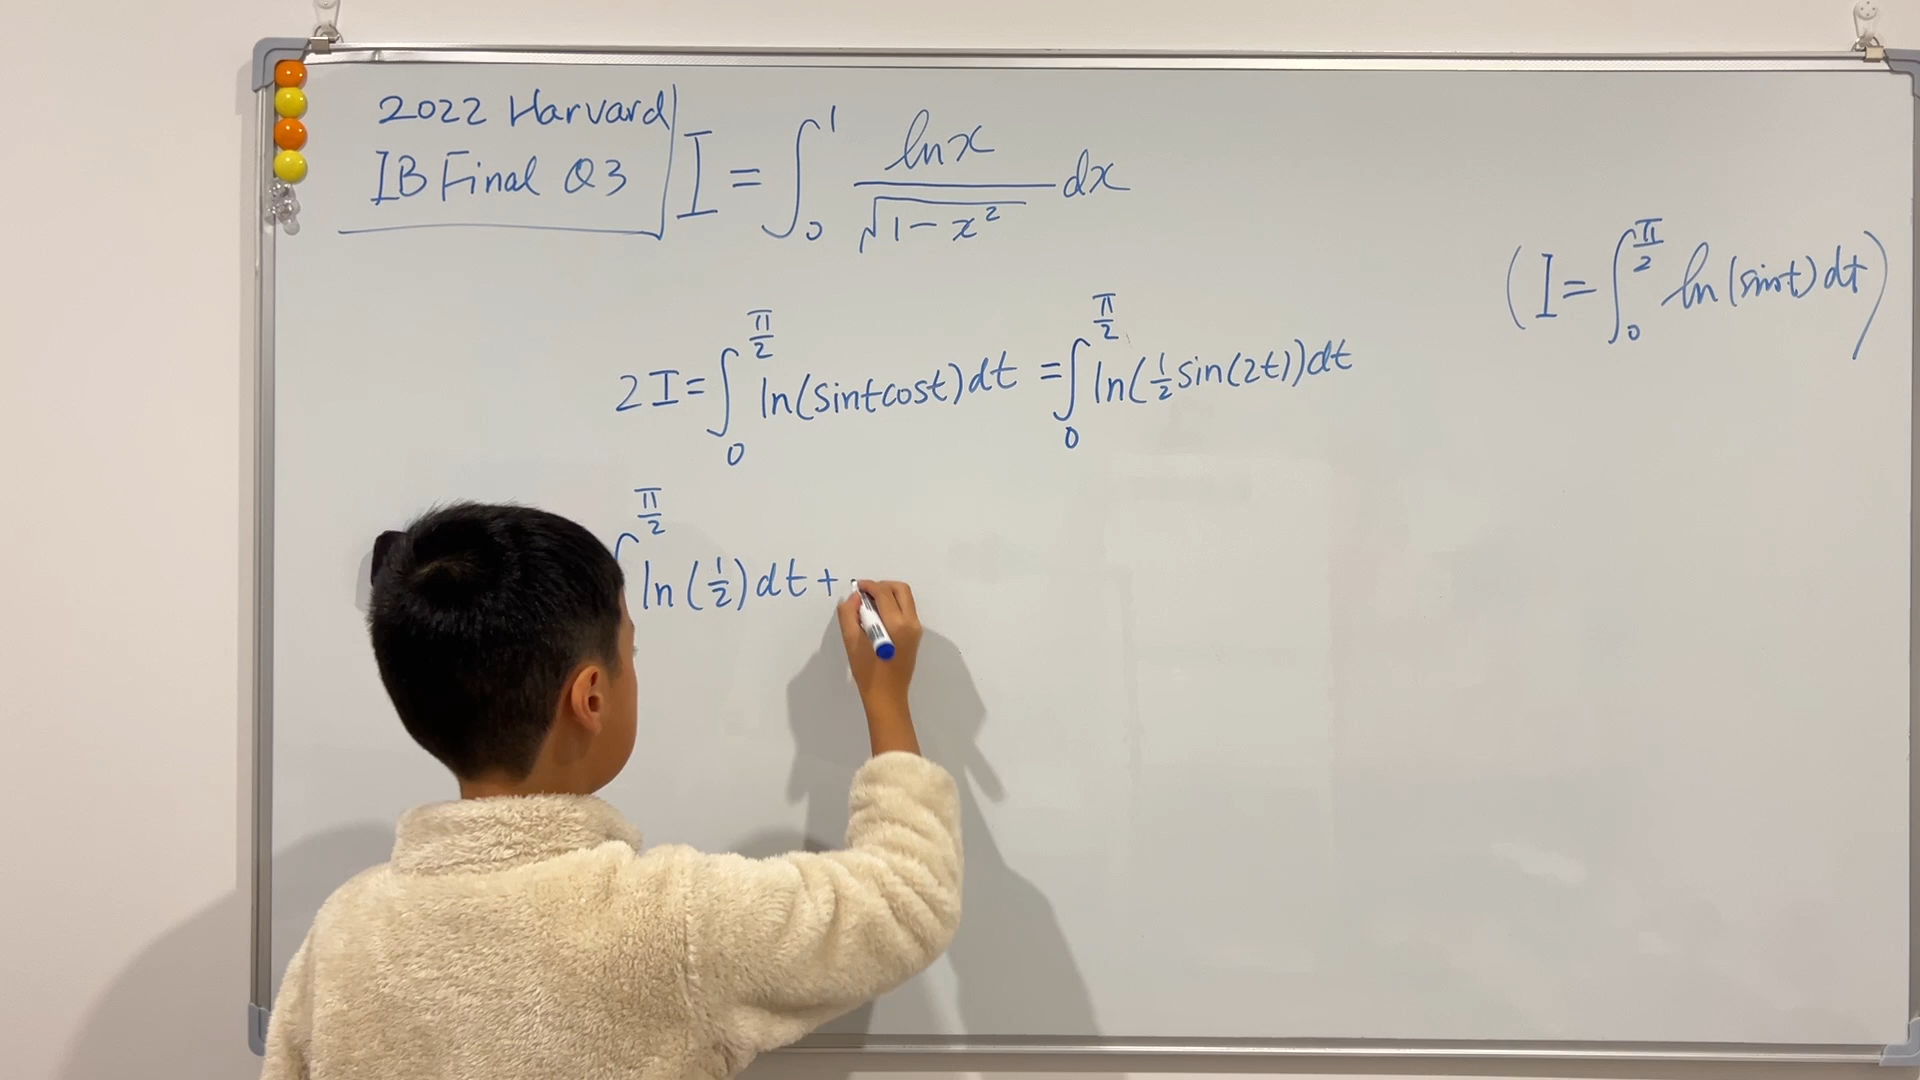 2022 Harvard
IB Final Q3
I = ∫₀¹ lnx / √(1-x²) dx
(I = ∫₀^(π/2) ln(sint)dt)
2I = ∫₀^(π/2) ln(sintcost)dt = ∫₀^(π/2) ln(½sin(2t))dt
∫^(π/2) ln(½)dt +